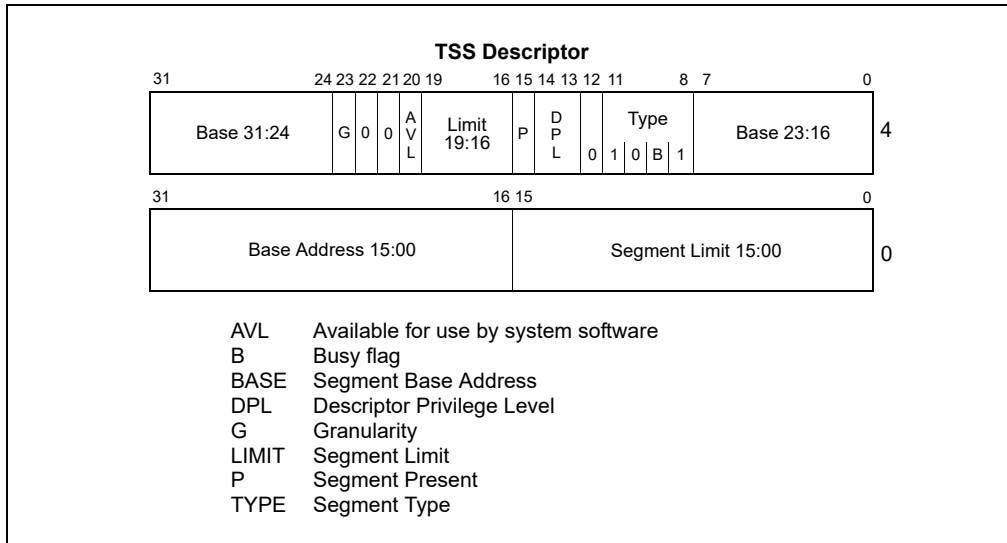 TSS Descriptor
31 24 23 22 21 20 19 16 15 14 13 12 11 8 7 0
Base 31:24 G 0 0 AVL Limit 19:16 P DPL 0 Type 1 0 B 1 Base 23:16 4
31 16 15 0
Base Address 15:00 Segment Limit 15:00 0
AVL Available for use by system software
B Busy flag
BASE Segment Base Address
DPL Descriptor Privilege Level
G Granularity
LIMIT Segment Limit
P Segment Present
TYPE Segment Type